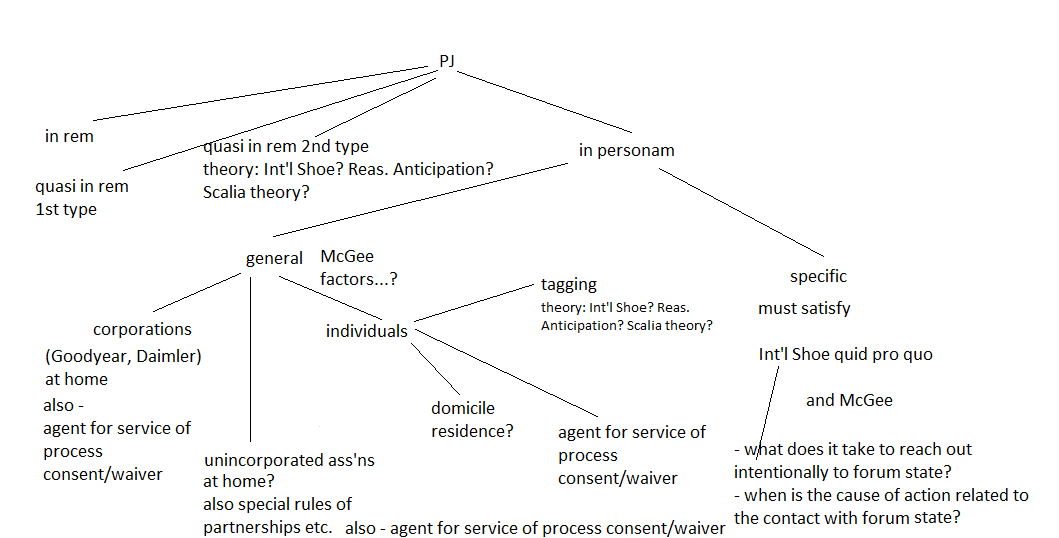 PJ
in rem
quasi in rem
1st type
quasi in rem 2nd type
theory: Int'l Shoe? Reas. Anticipation?
Scalia theory?
in personam
general
McGee
factors...?
specific
must satisfy
Int'l Shoe quid pro quo
and McGee
- what does it take to reach out
intentionally to forum state?
- when is the cause of action related to
the contact with forum state?
corporations
(Goodyear, Daimler)
at home
also -
agent for service of
process
consent/waiver
unincorporated ass'ns
at home?
also special rules of
partnerships etc.
also - agent for service of process consent/waiver
individuals
tagging
theory: Int'l Shoe? Reas.
Anticipation? Scalia theory?
domicile
residence?
agent for service of
process
consent/waiver